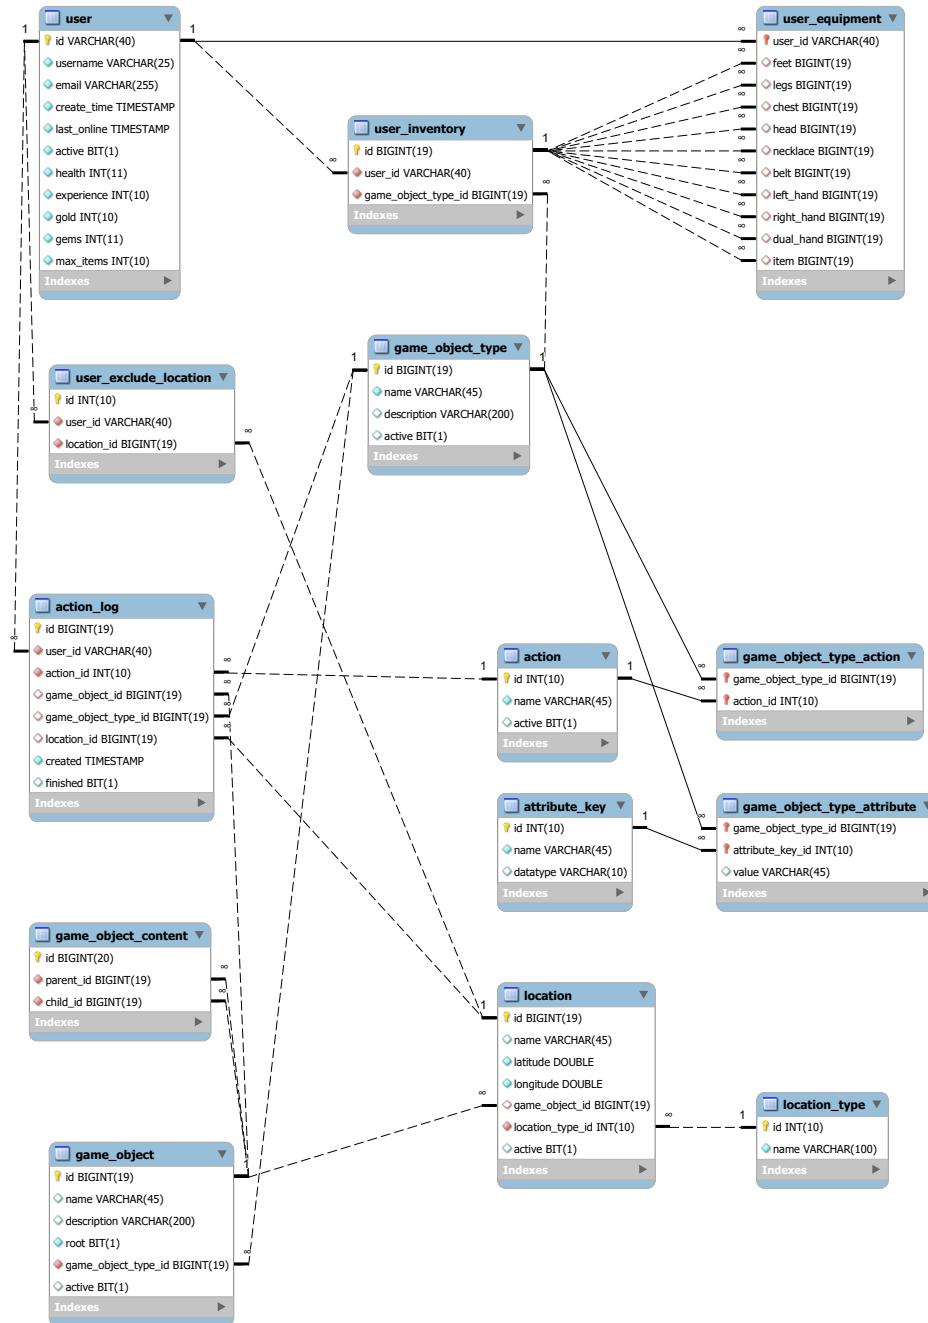 user
id VARCHAR(40)
username VARCHAR(25)
email VARCHAR(255)
create_time TIMESTAMP
last_online TIMESTAMP
active BIT(1)
health INT(11)
experience INT(10)
gold INT(10)
gems INT(11)
max_items INT(10)
Indexes
1
1
user_equipment
user_id VARCHAR(40)
feet BIGINT(19)
legs BIGINT(19)
chest BIGINT(19)
head BIGINT(19)
necklace BIGINT(19)
belt BIGINT(19)
left_hand BIGINT(19)
right_hand BIGINT(19)
dual_hand BIGINT(19)
item BIGINT(19)
Indexes
∞
∞
∞
∞
∞
∞
∞
∞
∞
∞
∞
user_inventory
id BIGINT(19)
user_id VARCHAR(40)
game_object_type_id BIGINT(19)
Indexes
1
∞
∞
game_object_type
id BIGINT(19)
name VARCHAR(45)
description VARCHAR(200)
active BIT(1)
Indexes
1
1
user_exclude_location
id INT(10)
user_id VARCHAR(40)
location_id BIGINT(19)
Indexes
∞
∞
action_log
id BIGINT(19)
user_id VARCHAR(40)
action_id INT(10)
game_object_id BIGINT(19)
game_object_type_id BIGINT(19)
location_id BIGINT(19)
created TIMESTAMP
finished BIT(1)
Indexes
∞
∞
∞
∞
∞
action
id INT(10)
name VARCHAR(45)
active BIT(1)
Indexes
1
1
game_object_type_action
game_object_type_id BIGINT(19)
action_id INT(10)
Indexes
∞
∞
attribute_key
id INT(10)
name VARCHAR(45)
datatype VARCHAR(10)
Indexes
1
game_object_type_attribute
game_object_type_id BIGINT(19)
attribute_key_id INT(10)
value VARCHAR(45)
Indexes
∞
∞
game_object_content
id BIGINT(20)
parent_id BIGINT(19)
child_id BIGINT(19)
Indexes
∞
∞
location
id BIGINT(19)
name VARCHAR(45)
latitude DOUBLE
longitude DOUBLE
game_object_id BIGINT(19)
location_type_id INT(10)
active BIT(1)
Indexes
1
∞
∞
location_type
id INT(10)
name VARCHAR(100)
Indexes
1
game_object
id BIGINT(19)
name VARCHAR(45)
description VARCHAR(200)
root BIT(1)
game_object_type_id BIGINT(19)
active BIT(1)
Indexes
1
∞